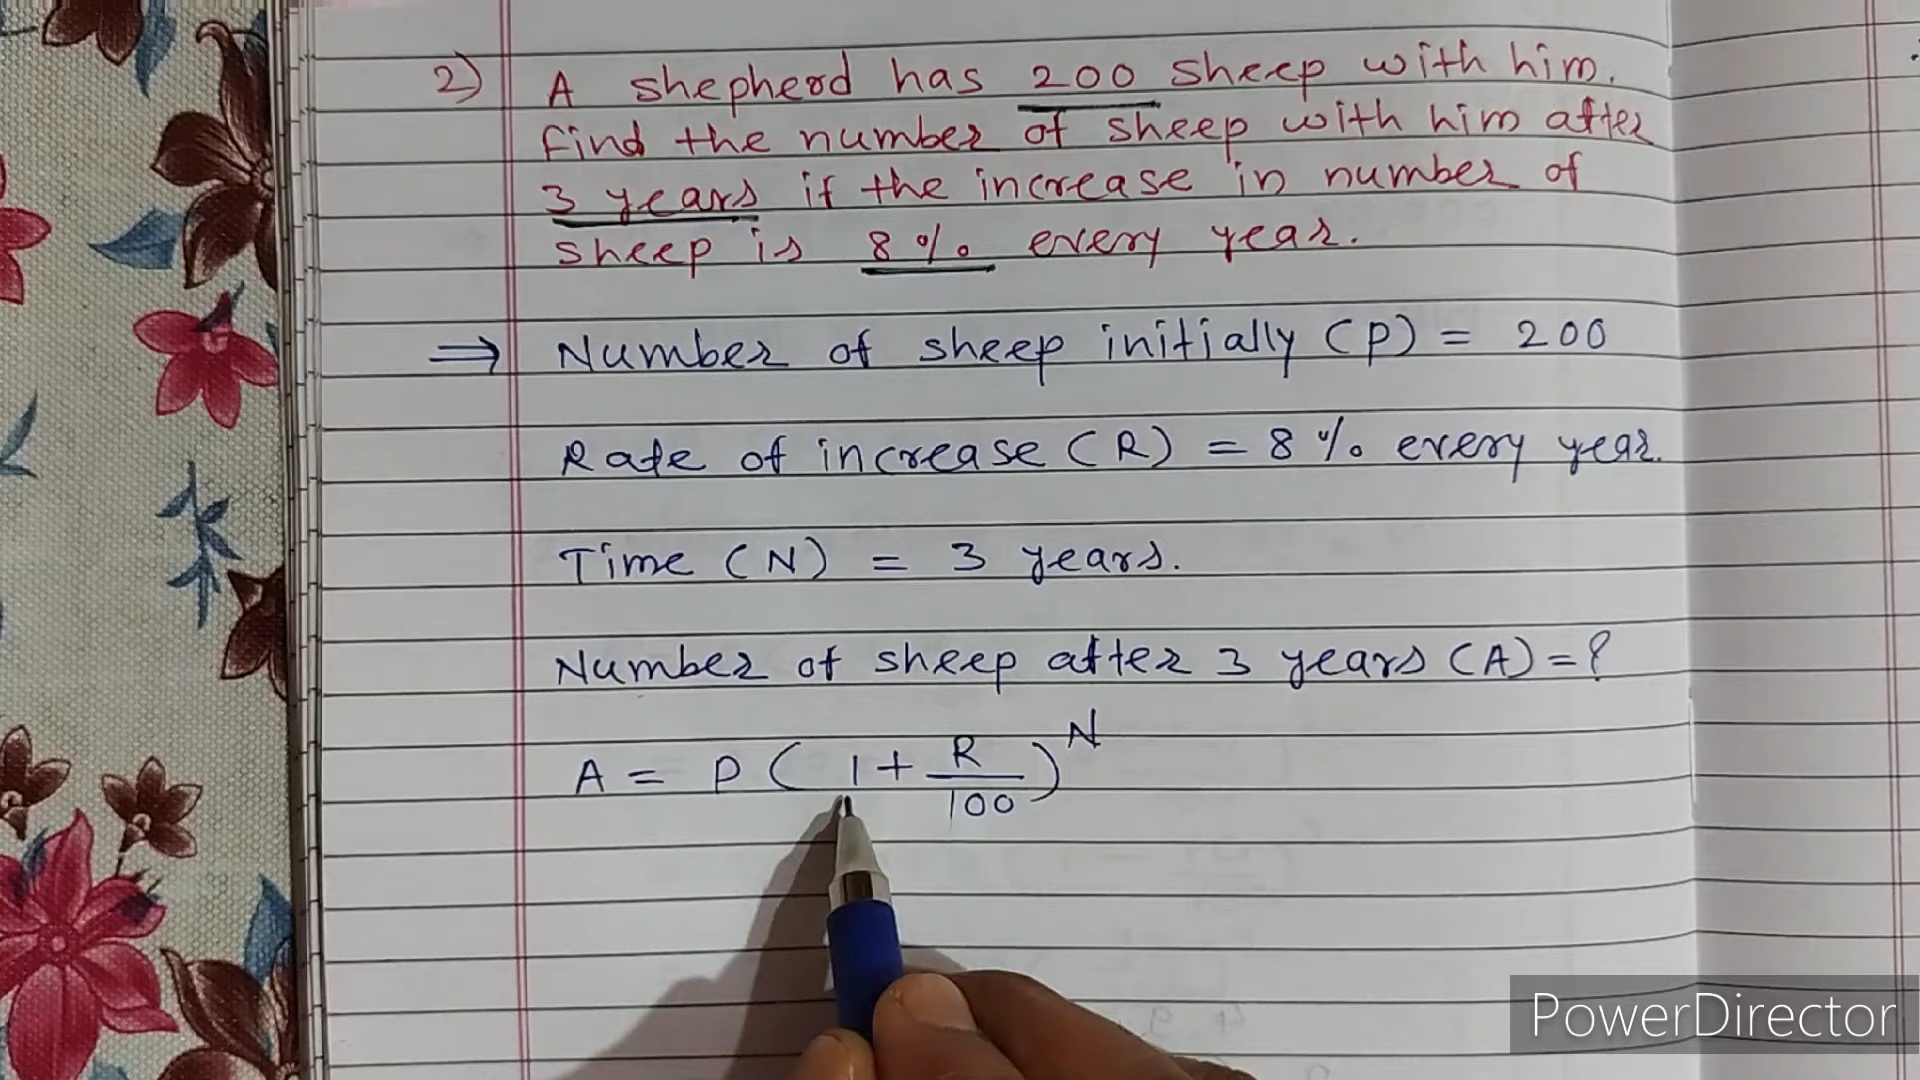 2) A shepherd has 200 sheep with him.
Find the number of sheep with him after
3 years if the increase in number of
sheep is 8% every year.
⇒ Number of sheep initially (P) = 200
Rate of increase (R) = 8% every year.
Time (N) = 3 years.
Number of sheep after 3 years (A) = ?
A = P ( 1 + R/100 )^N
PowerDirector